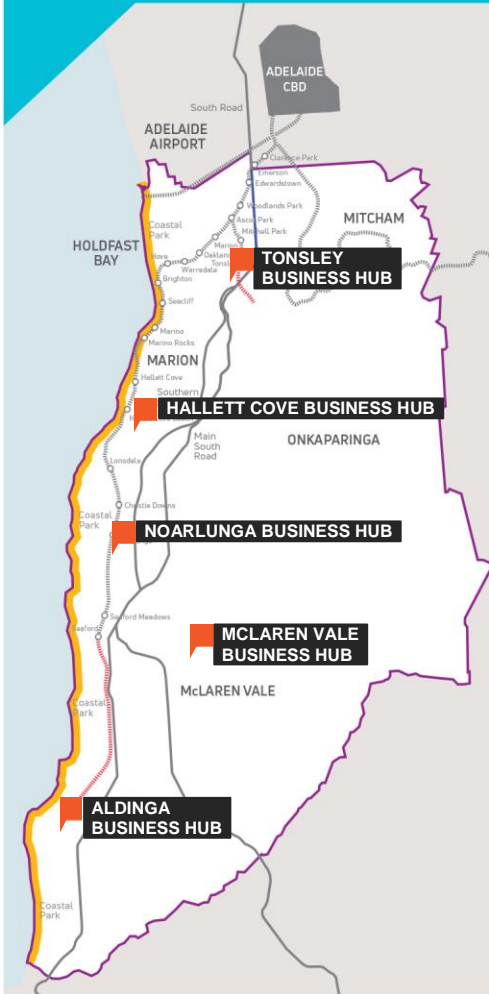 ADELAIDE
CBD
South Road
ADELAIDE
AIRPORT
Clarence Park
Emerson
Edwardstown
Woodlands Park
Coastal
Park
Ascot Park
MITCHAM
Mitchell Park
HOLDFAST
BAY
Marion
Hove
Warradale
TONSLEY
BUSINESS HUB
Brighton
Seacliff
Marino
Marino Rocks
MARION
Hallett Cove
Southern
HALLETT COVE BUSINESS HUB
Main
South
Road
ONKAPARINGA
Lonsdale
Christie Downs
Coastal
Park
NOARLUNGA BUSINESS HUB
Seaford Meadows
Seaford
MCLAREN VALE
BUSINESS HUB
McLAREN VALE
Coastal
Park
ALDINGA
BUSINESS HUB
Coastal
Park